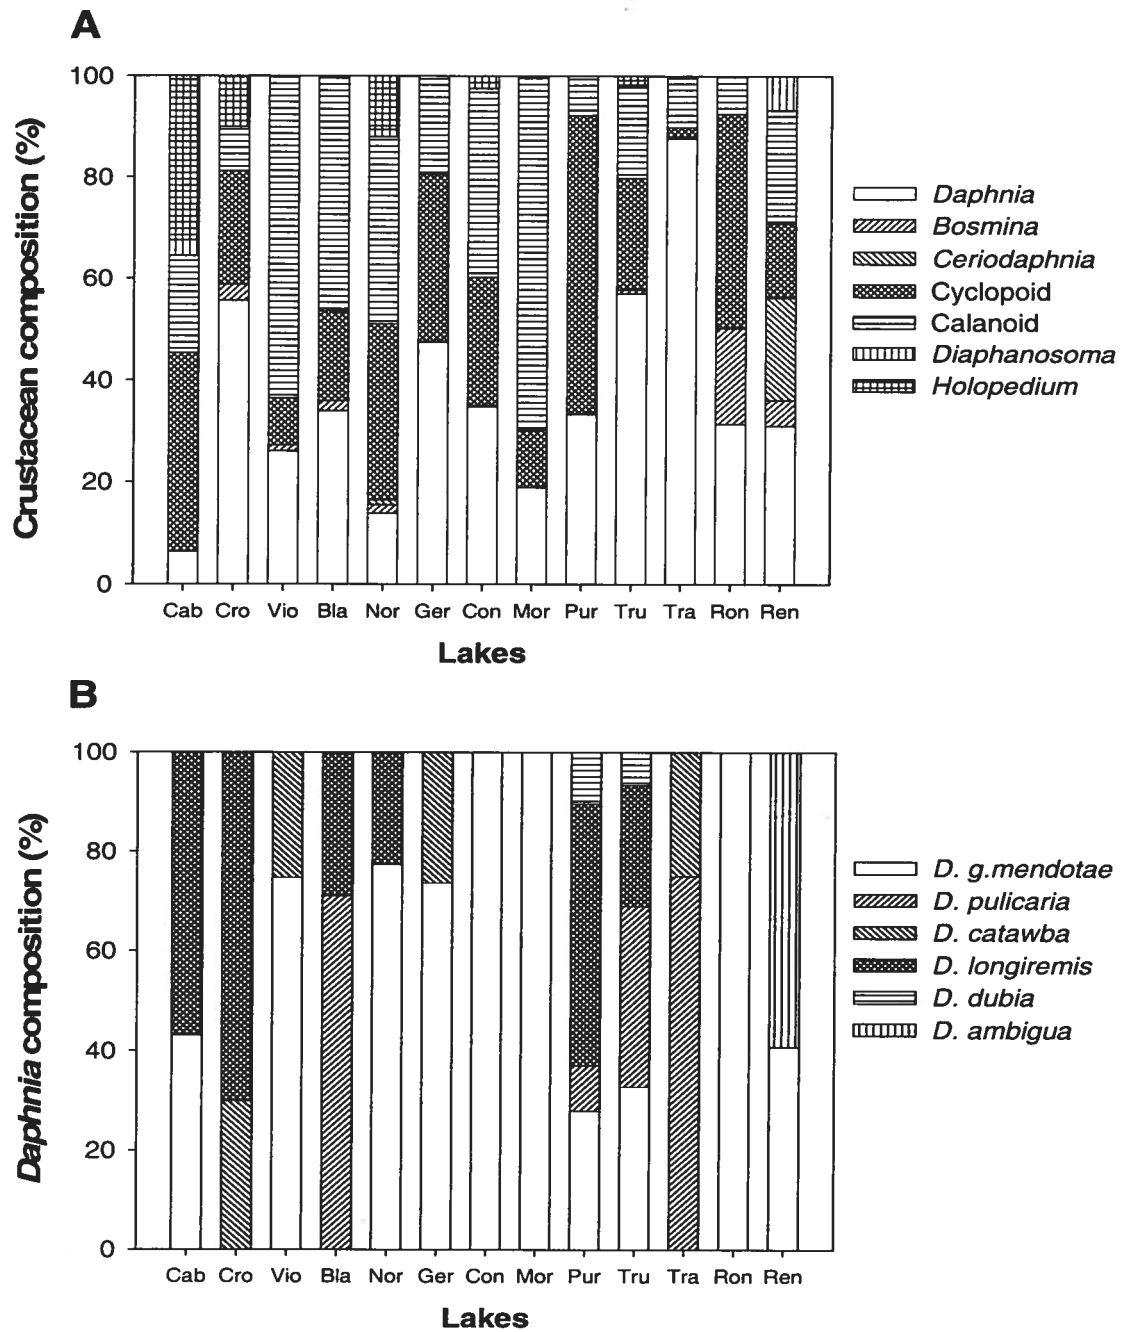 A
Crustacean composition (%)
100
80
60
40
20
0
Cab Cro Vio Bla Nor Ger Con Mor Pur Tru Tra Ron Ren
Lakes
Daphnia
Bosmina
Ceriodaphnia
Cyclopoid
Calanoid
Diaphanosoma
Holopedium
B
Daphnia composition (%)
100
80
60
40
20
0
Cab Cro Vio Bla Nor Ger Con Mor Pur Tru Tra Ron Ren
Lakes
D. g.mendotae
D. pulicaria
D. catawba
D. longiremis
D. dubia
D. ambigua